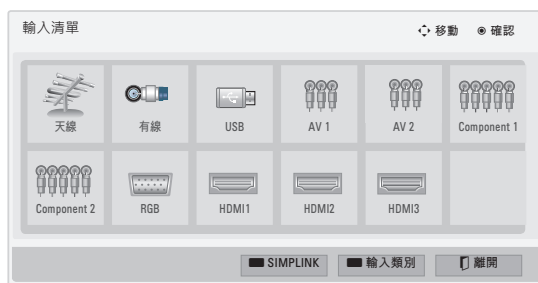 輸入清單 移動 確認
天線 有線 USB AV 1 AV 2 Component 1
Component 2 RGB HDMI1 HDMI2 HDMI3
SIMPLINK 輸入類別 離開